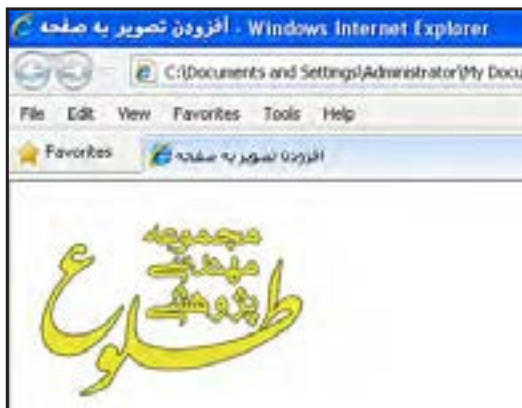 افزودن تصویر به صفحه - Windows Internet Explorer
C:\Documents and Settings\Administrator\My Docu
File Edit View Favorites Tools Help
Favorites افزودن تصویر به صفحه
مجموعه
مهندسی
پژوهشی
طلوع